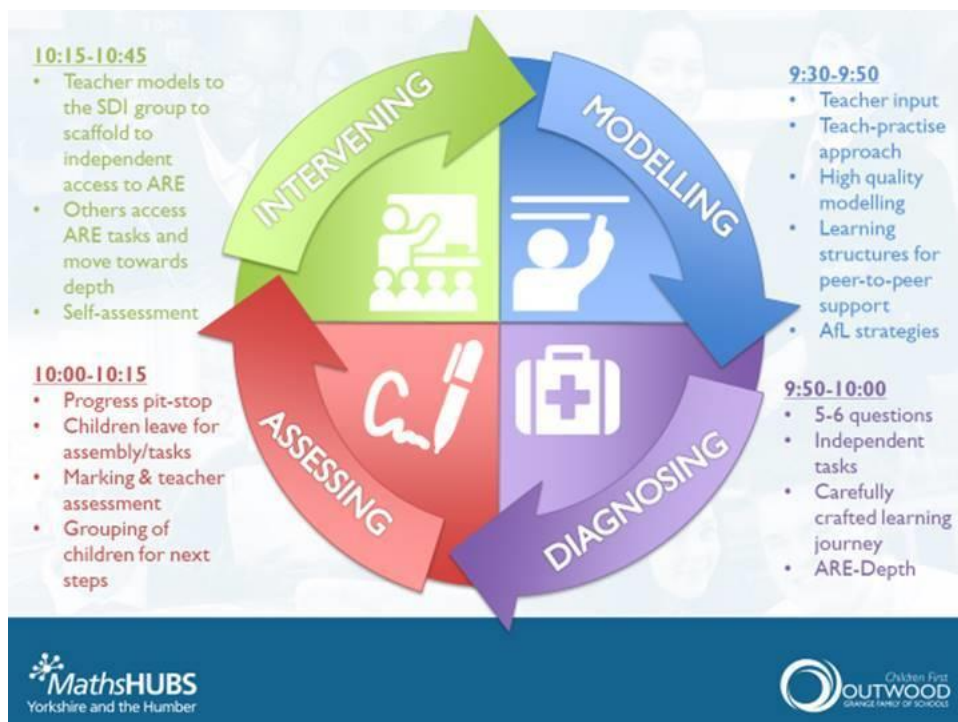 10:15-10:45
• Teacher models to
the SDI group to
scaffold to
independent
access to ARE
• Others access
ARE tasks and
move towards
depth
• Self-assessment
INTERVENING
MODELLING
9:30-9:50
• Teacher input
• Teach-practise
approach
• High quality
modelling
• Learning
structures for
peer-to-peer
support
• AfL strategies
10:00-10:15
• Progress pit-stop
• Children leave for
assembly/tasks
• Marking & teacher
assessment
• Grouping of
children for next
steps
ASSESSING
DIAGNOSING
9:50-10:00
• 5-6 questions
• Independent
tasks
• Carefully
crafted learning
journey
• ARE-Depth
MathsHUBS
Yorkshire and the Humber
Children First
OUTWOOD
GRANGE FAMILY OF SCHOOLS